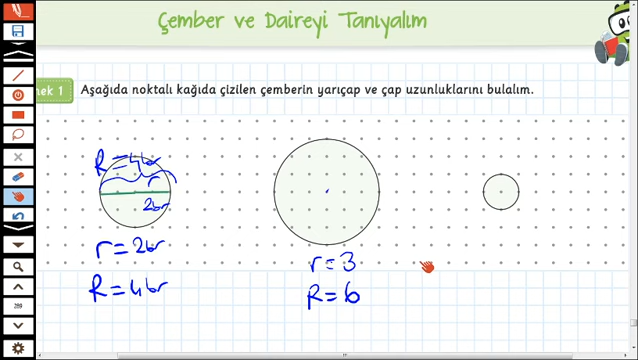 Çember ve Daireyi Tanıyalım
nek 1 Aşağıda noktalı kağıda çizilen çemberin yarıçap ve çap uzunluklarını bulalım.
R = 4br
r
2br
r = 2br
R = 4br
r = 3
R = 6
289